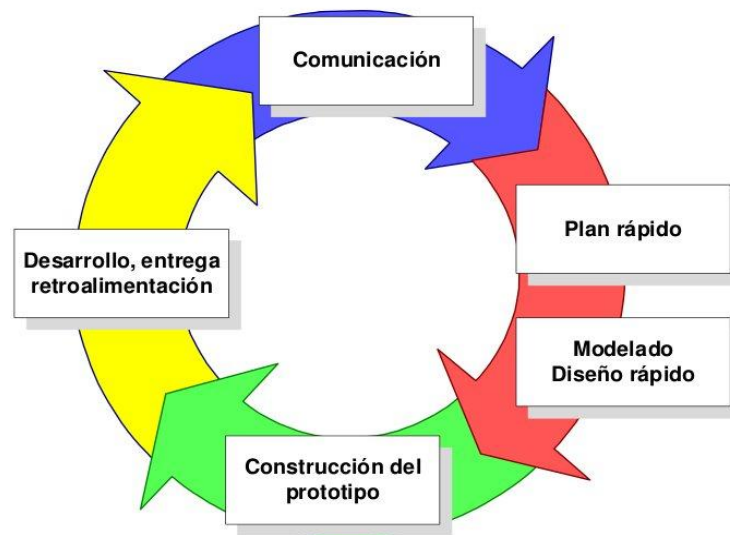 Comunicación
Plan rápido
Modelado
Diseño rápido
Construcción del
prototipo
Desarrollo, entrega
retroalimentación